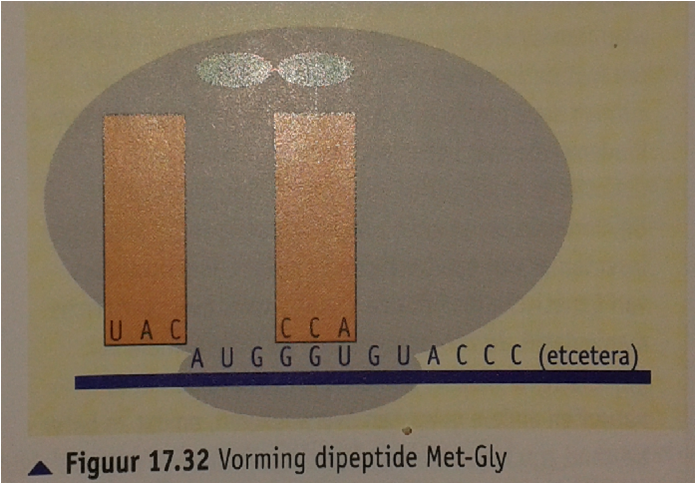 U A C C C A
A U G G G U G U A C C C (etcetera)
Figuur 17.32 Vorming dipeptide Met-Gly